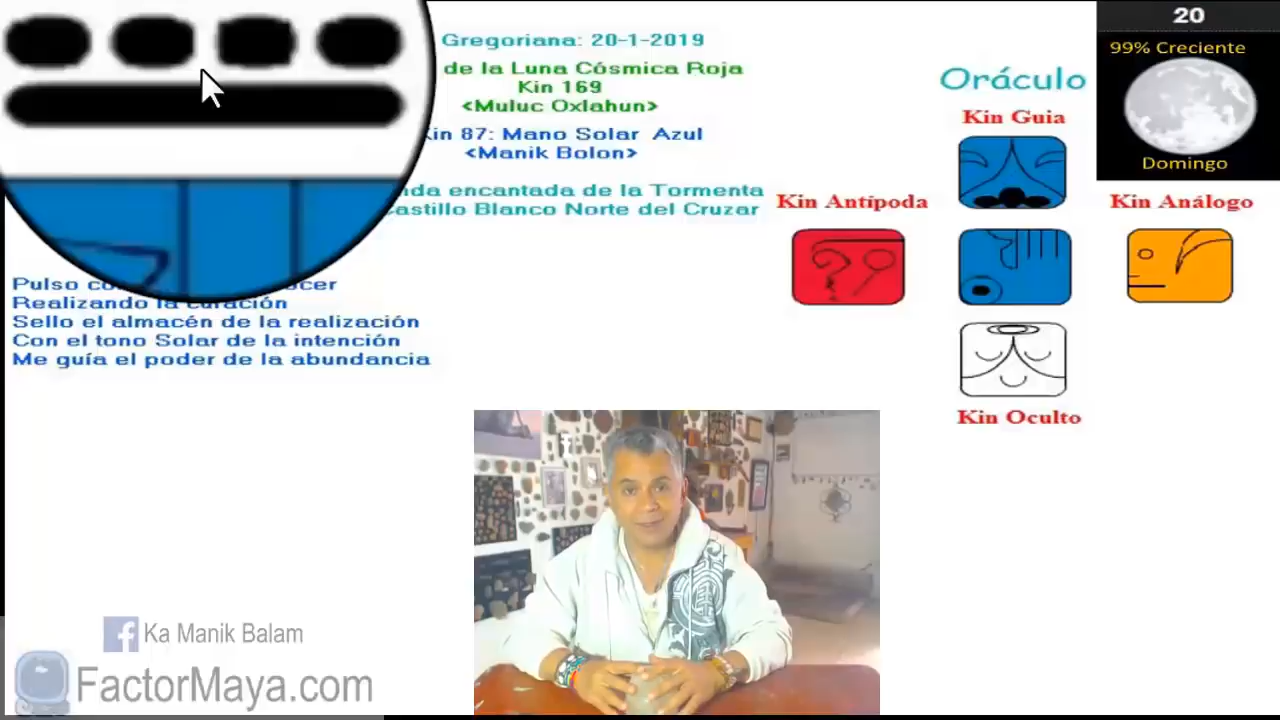 Gregoriana: 20-1-2019
de la Luna Cósmica Roja
Kin 169
<Muluc Oxlahun>
Kin 87: Mano Solar Azul
<Manik Bolon>
encantada de la Tormenta
Castillo Blanco Norte del Cruzar
Pulso
Realizando la curación
Sello el almacén de la realización
Con el tono Solar de la intención
Me guía el poder de la abundancia
Oráculo
Kin Guia
Kin Antípoda
Kin Análogo
Kin Oculto
20
99% Creciente
Domingo
Ka Manik Balam
FactorMaya.com